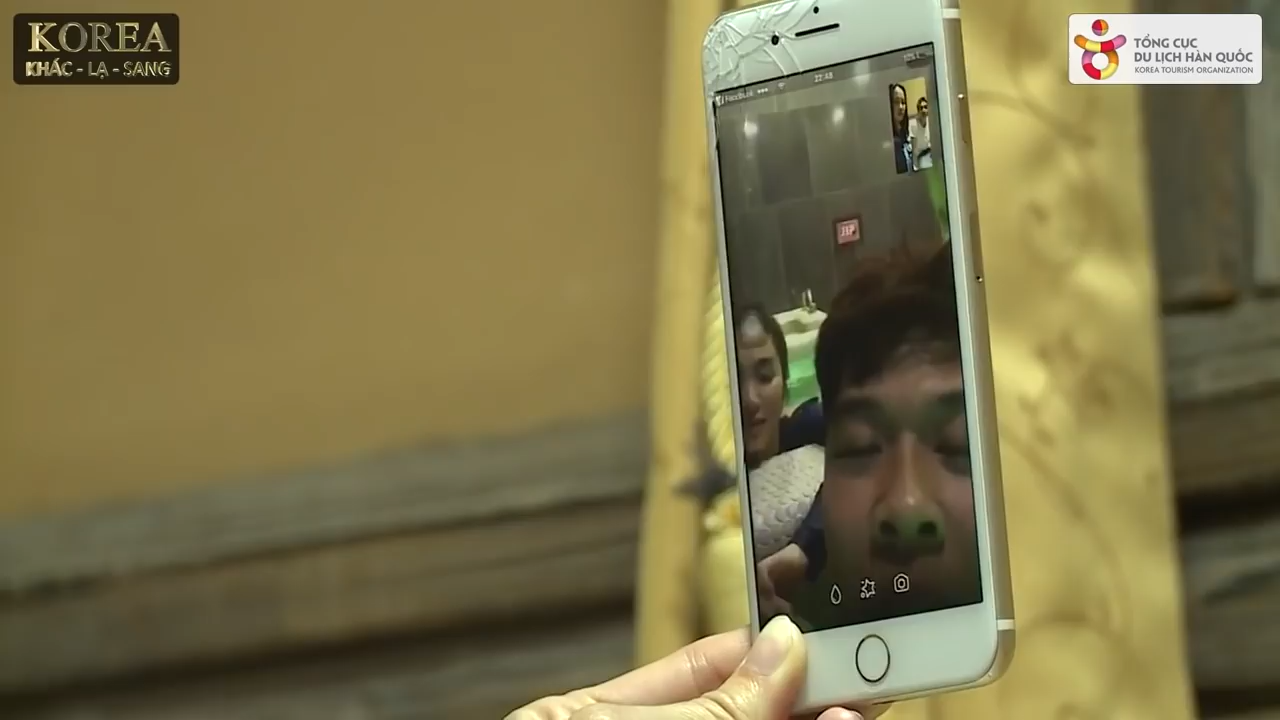 KOREA
KHÁC - LẠ - SANG
TỔNG CỤC
DU LỊCH HÀN QUỐC
KOREA TOURISM ORGANIZATION
22:48